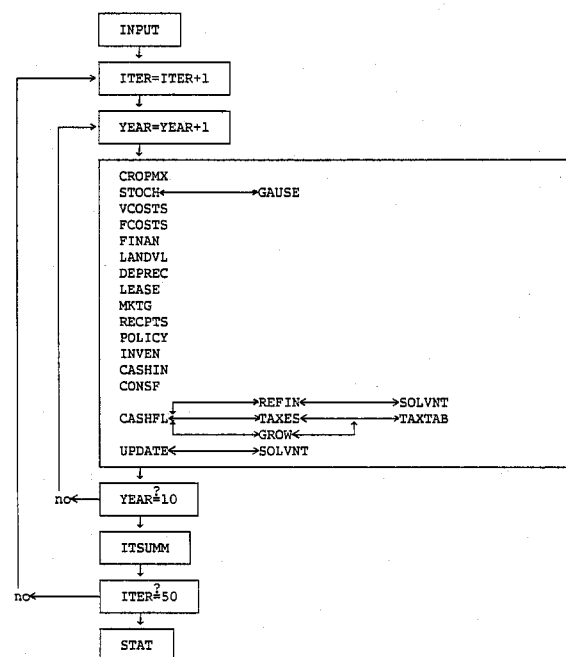 INPUT
ITER=ITER+1
YEAR=YEAR+1
CROPMX
STOCH GAUSE
VCOSTS
FCOSTS
FINAN
LANDVL
DEPREC
LEASE
MKTG
RECPTS
POLICY
INVEN
CASHIN
CONSF
REFIN SOLVNT
CASHFL TAXES TAXTAB
GROW
UPDATE SOLVNT
?
no YEAR=10
ITSUMM
?
no ITER=50
STAT